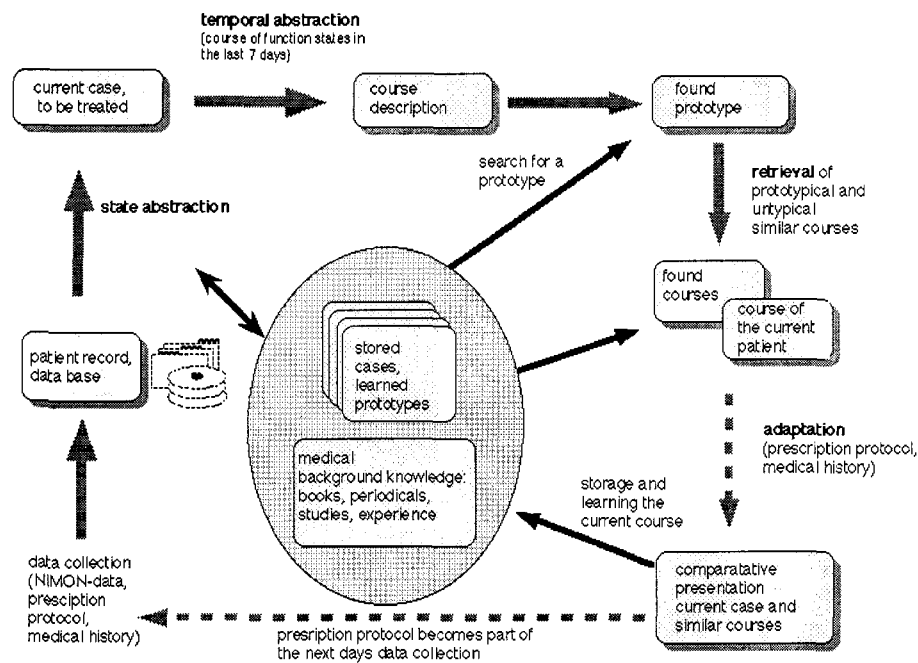 temporal abstraction
(course of function states in
the last 7 days)
current case,
to be treated
course
description
found
prototype
search for a
prototype
retrieval of
prototypical and
untypical
similar courses
state abstraction
found
courses
course of
the current
patient
stored
cases,
learned
prototypes
patient record,
data base
medical
background knowledge:
books, periodicals,
studies, experience
adaptation
(prescription protocol,
medical history)
storage and
learning the
current course
data collection
(NIMON-data,
presciption
protocol,
medical history)
comparatative
presentation
current case and
similar courses
presription protocol becomes part of
the next days data collection